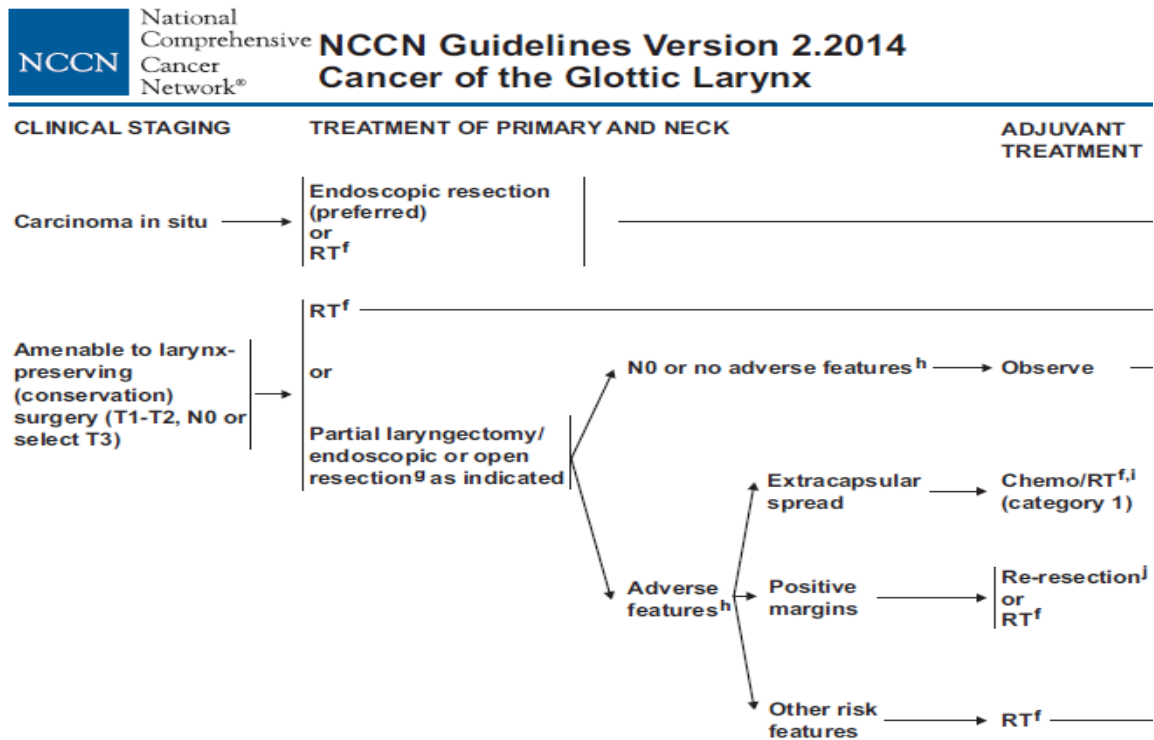 NCCN
National
Comprehensive
Cancer
Network®
NCCN Guidelines Version 2.2014
Cancer of the Glottic Larynx
CLINICAL STAGING
TREATMENT OF PRIMARY AND NECK
ADJUVANT
TREATMENT
Carcinoma in situ
Endoscopic resection
(preferred)
or
RTf
Amenable to larynx-
preserving
(conservation)
surgery (T1-T2, N0 or
select T3)
RTf
or
Partial laryngectomy/
endoscopic or open
resectiong as indicated
N0 or no adverse featuresh
Observe
Adverse
featuresh
Extracapsular
spread
Chemo/RTf,i
(category 1)
Positive
margins
Re-resectionj
or
RTf
Other risk
features
RTf